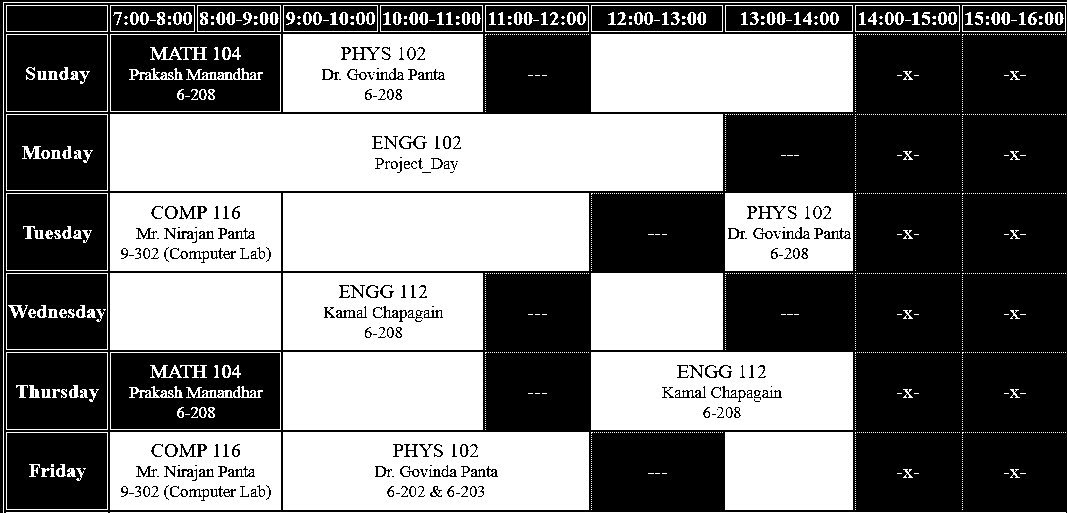 7:00-8:00 8:00-9:00 9:00-10:00 10:00-11:00 11:00-12:00 12:00-13:00 13:00-14:00 14:00-15:00 15:00-16:00
Sunday
MATH 104
Prakash Manandhar
6-208
PHYS 102
Dr. Govinda Panta
6-208
---
-x-
-x-
Monday
ENGG 102
Project_Day
---
-x-
-x-
Tuesday
COMP 116
Mr. Nirajan Panta
9-302 (Computer Lab)
---
PHYS 102
Dr. Govinda Panta
6-208
-x-
-x-
Wednesday
ENGG 112
Kamal Chapagain
6-208
---
---
-x-
-x-
Thursday
MATH 104
Prakash Manandhar
6-208
---
ENGG 112
Kamal Chapagain
6-208
-x-
-x-
Friday
COMP 116
Mr. Nirajan Panta
9-302 (Computer Lab)
PHYS 102
Dr. Govinda Panta
6-202 & 6-203
---
-x-
-x-